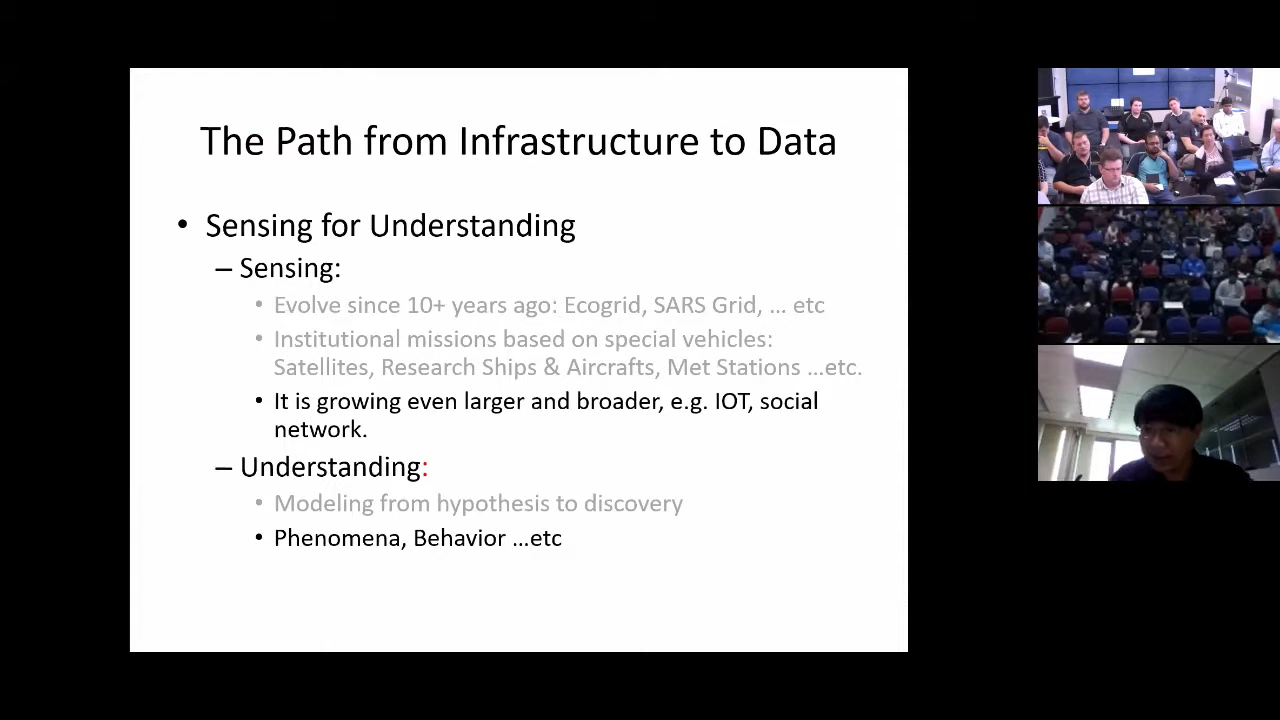 The Path from Infrastructure to Data
• Sensing for Understanding
– Sensing:
• Evolve since 10+ years ago: Ecogrid, SARS Grid, … etc
• Institutional missions based on special vehicles:
Satellites, Research Ships & Aircrafts, Met Stations …etc.
• It is growing even larger and broader, e.g. IOT, social
network.
– Understanding:
• Modeling from hypothesis to discovery
• Phenomena, Behavior …etc